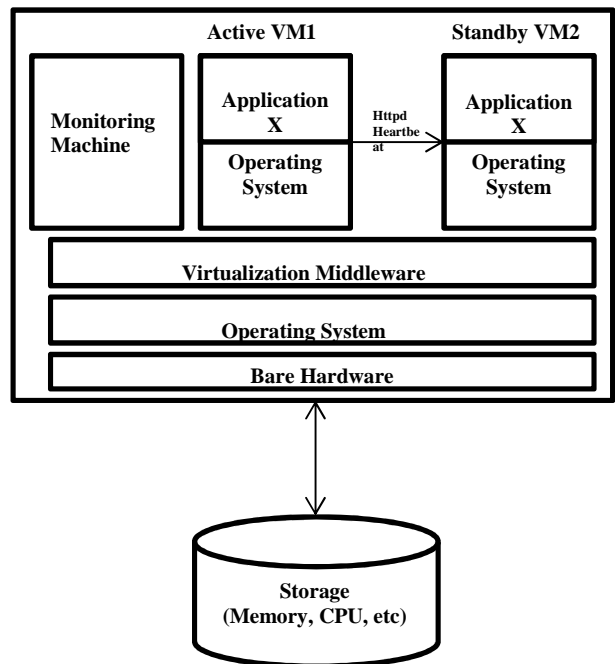 Active VM1
Standby VM2
Monitoring
Machine
Application
X
Operating
System
Httpd
Heartbe
at
Application
X
Operating
System
Virtualization Middleware
Operating System
Bare Hardware
Storage
(Memory, CPU, etc)